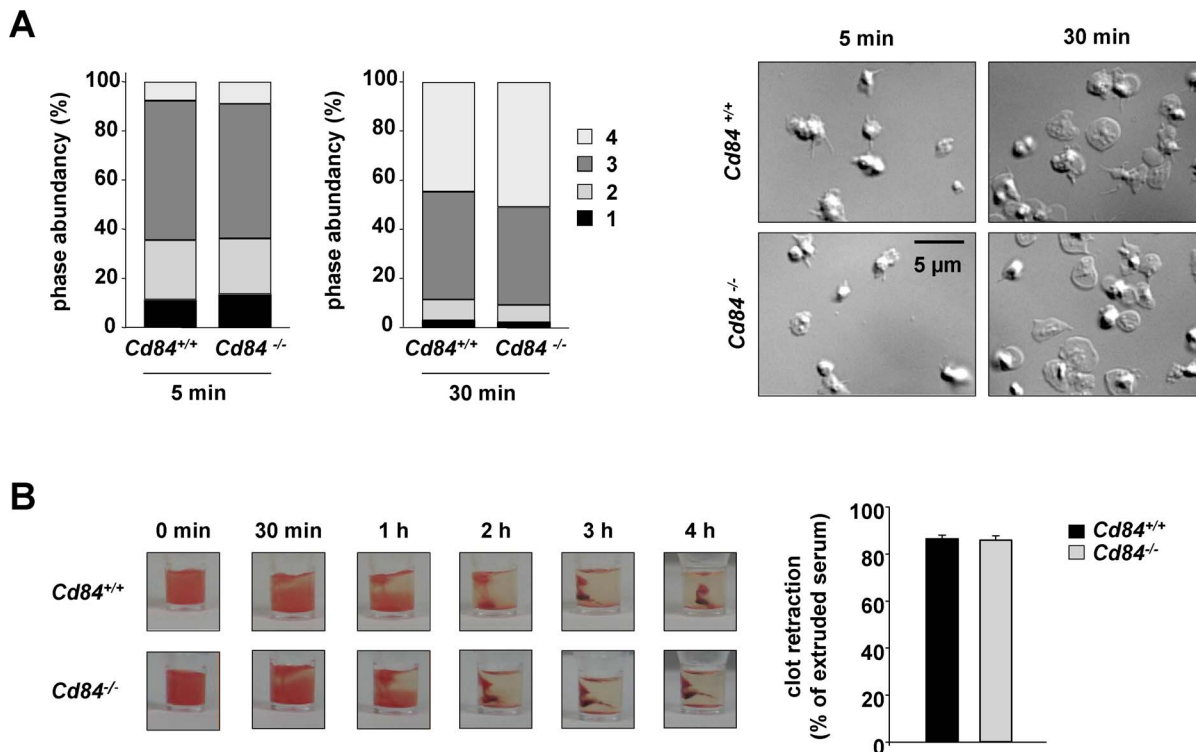 A
5 min 30 min
phase abundancy (%)
100
80
60
40
20
0
Cd84+/+ Cd84 -/-
5 min
phase abundancy (%)
100
80
60
40
20
0
Cd84+/+ Cd84 -/-
30 min
4
3
2
1
Cd84 +/+
Cd84 -/-
5 µm
B
0 min 30 min 1 h 2 h 3 h 4 h
Cd84+/+
Cd84-/-
clot retraction
(% of extruded serum)
100
80
60
40
20
0
Cd84+/+
Cd84-/-